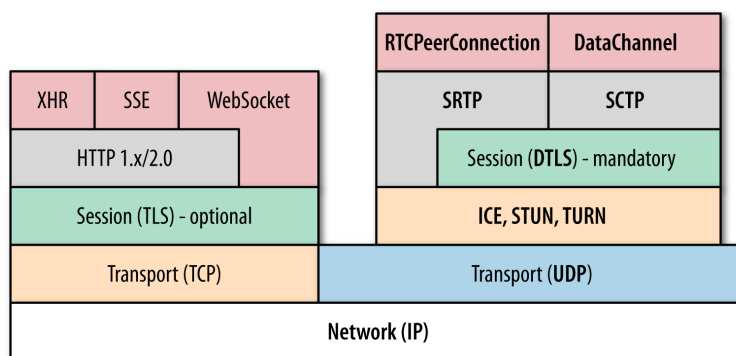 RTCPeerConnection DataChannel
XHR SSE WebSocket SRTP SCTP
HTTP 1.x/2.0 Session (DTLS) - mandatory
Session (TLS) - optional ICE, STUN, TURN
Transport (TCP) Transport (UDP)
Network (IP)